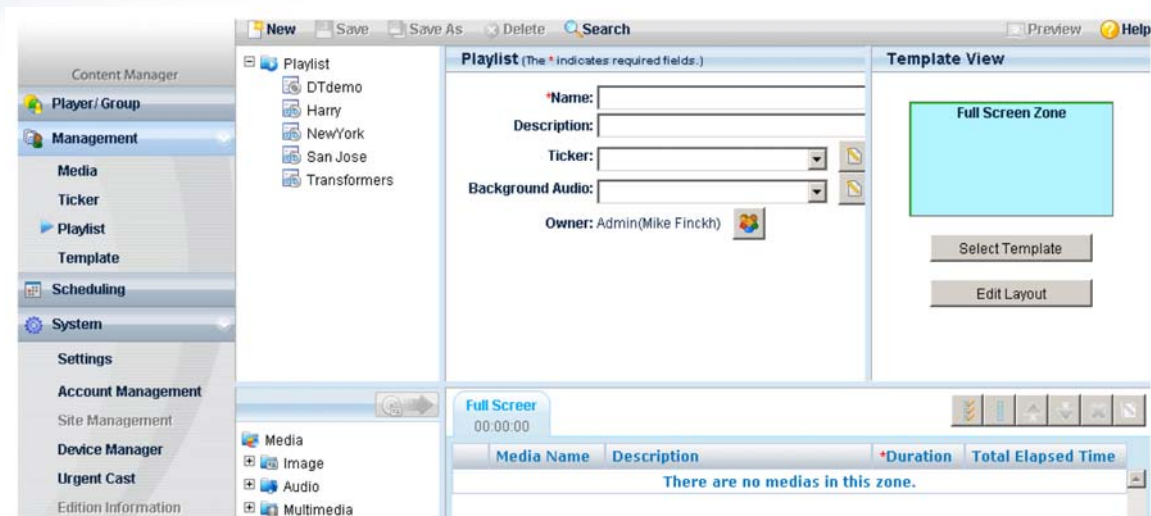 New Save Save As Delete Search Preview Help
Content Manager
Player/ Group
Management
Media
Ticker
Playlist
Template
Scheduling
System
Settings
Account Management
Site Management
Device Manager
Urgent Cast
Edition Information
Playlist
DTdemo
Harry
NewYork
San Jose
Transformers
Playlist (The * indicates required fields.)
*Name:
Description:
Ticker:
Background Audio:
Owner: Admin(Mike Finckh)
Template View
Full Screen Zone
Select Template
Edit Layout
Media
Image
Audio
Multimedia
Full Screer
00:00:00
Media Name Description *Duration Total Elapsed Time
There are no medias in this zone.